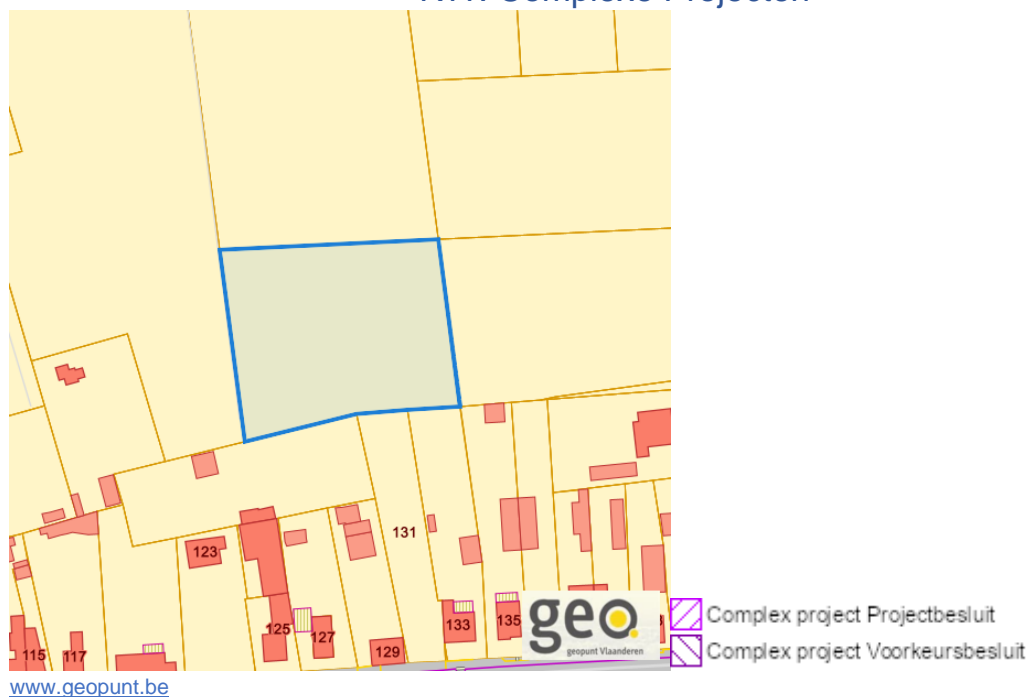 131
123
125
127
133
135
129
115
117
geo.
geopunt Vlaanderen
Complex project Projectbesluit
Complex project Voorkeursbesluit
www.geopunt.be